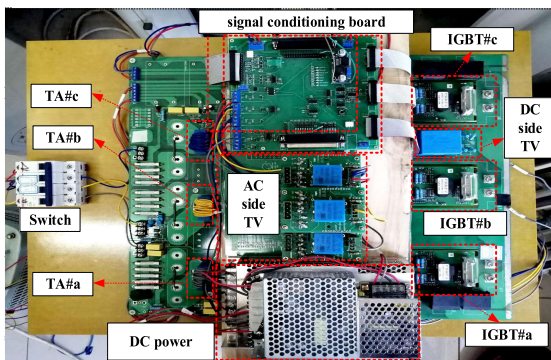 signal conditioning board
IGBT#c
TA#c
DC
side
TV
TA#b
AC
side
TV
Switch
IGBT#b
TA#a
DC power
IGBT#a